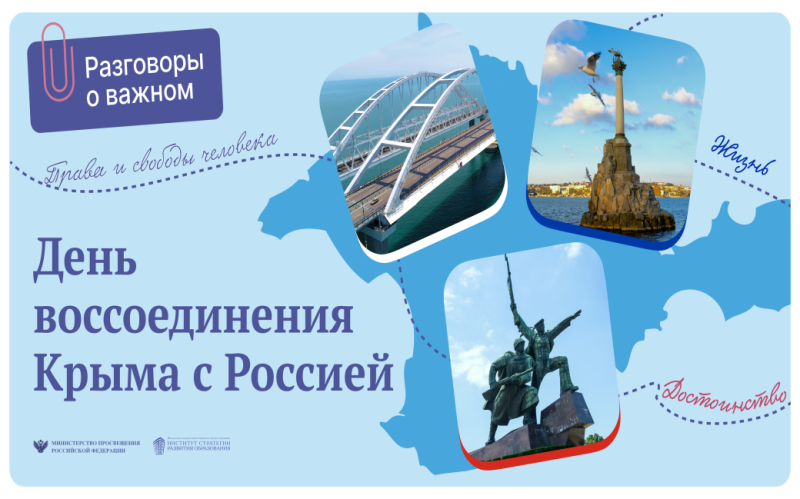 Разговоры
о важном
Права и свободы человека
Жизнь
День
воссоединения
Крыма с Россией
Достоинство
МИНИСТЕРСТВО ПРОСВЕЩЕНИЯ
РОССИЙСКОЙ ФЕДЕРАЦИИ
ИНСТИТУТ СТРАТЕГИИ
РАЗВИТИЯ ОБРАЗОВАНИЯ